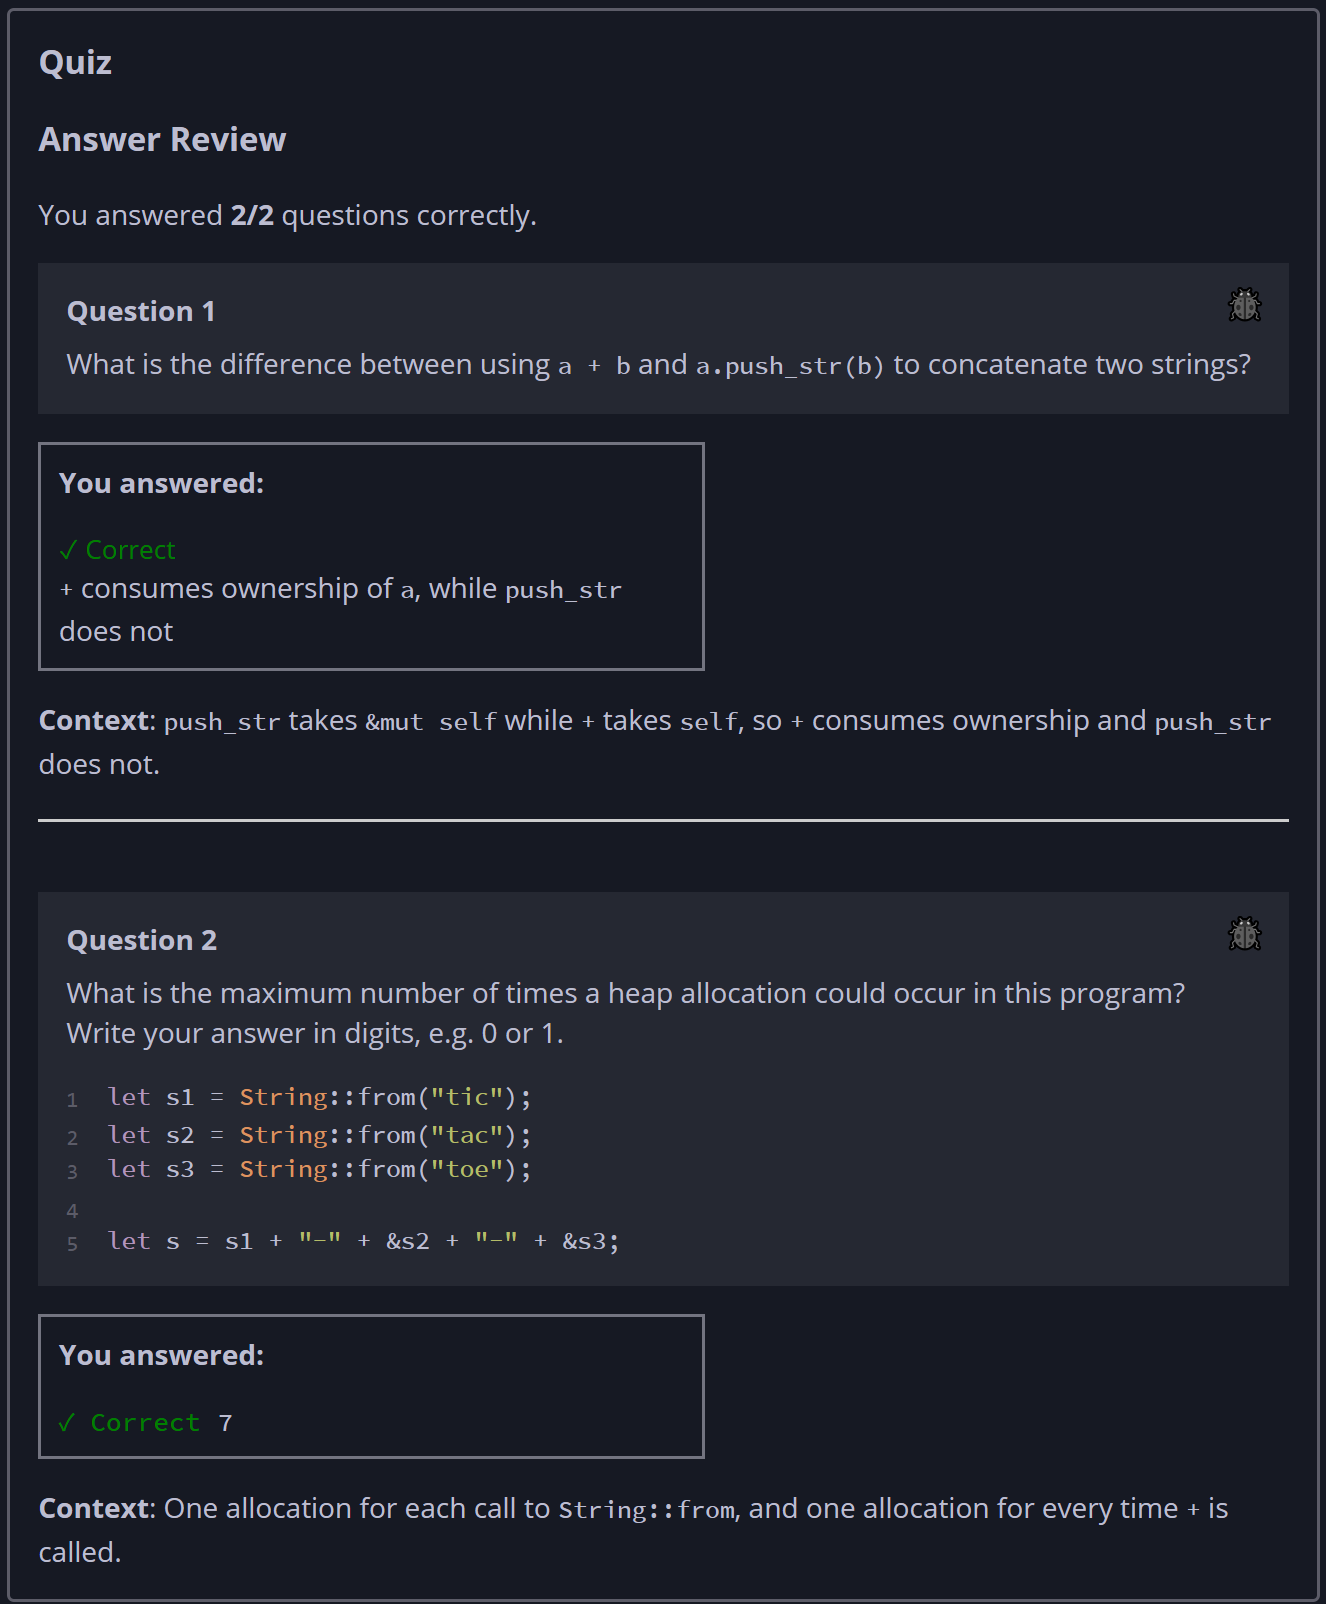 Quiz
Answer Review
You answered 2/2 questions correctly.
Question 1
What is the difference between using a + b and a.push_str(b) to concatenate two strings?
You answered:
✓ Correct
+ consumes ownership of a, while push_str
does not
Context: push_str takes &mut self while + takes self, so + consumes ownership and push_str
does not.
Question 2
What is the maximum number of times a heap allocation could occur in this program?
Write your answer in digits, e.g. 0 or 1.
1 let s1 = String::from("tic");
2 let s2 = String::from("tac");
3 let s3 = String::from("toe");
4
5 let s = s1 + "-" + &s2 + "-" + &s3;
You answered:
✓ Correct 7
Context: One allocation for each call to String::from, and one allocation for every time + is
called.